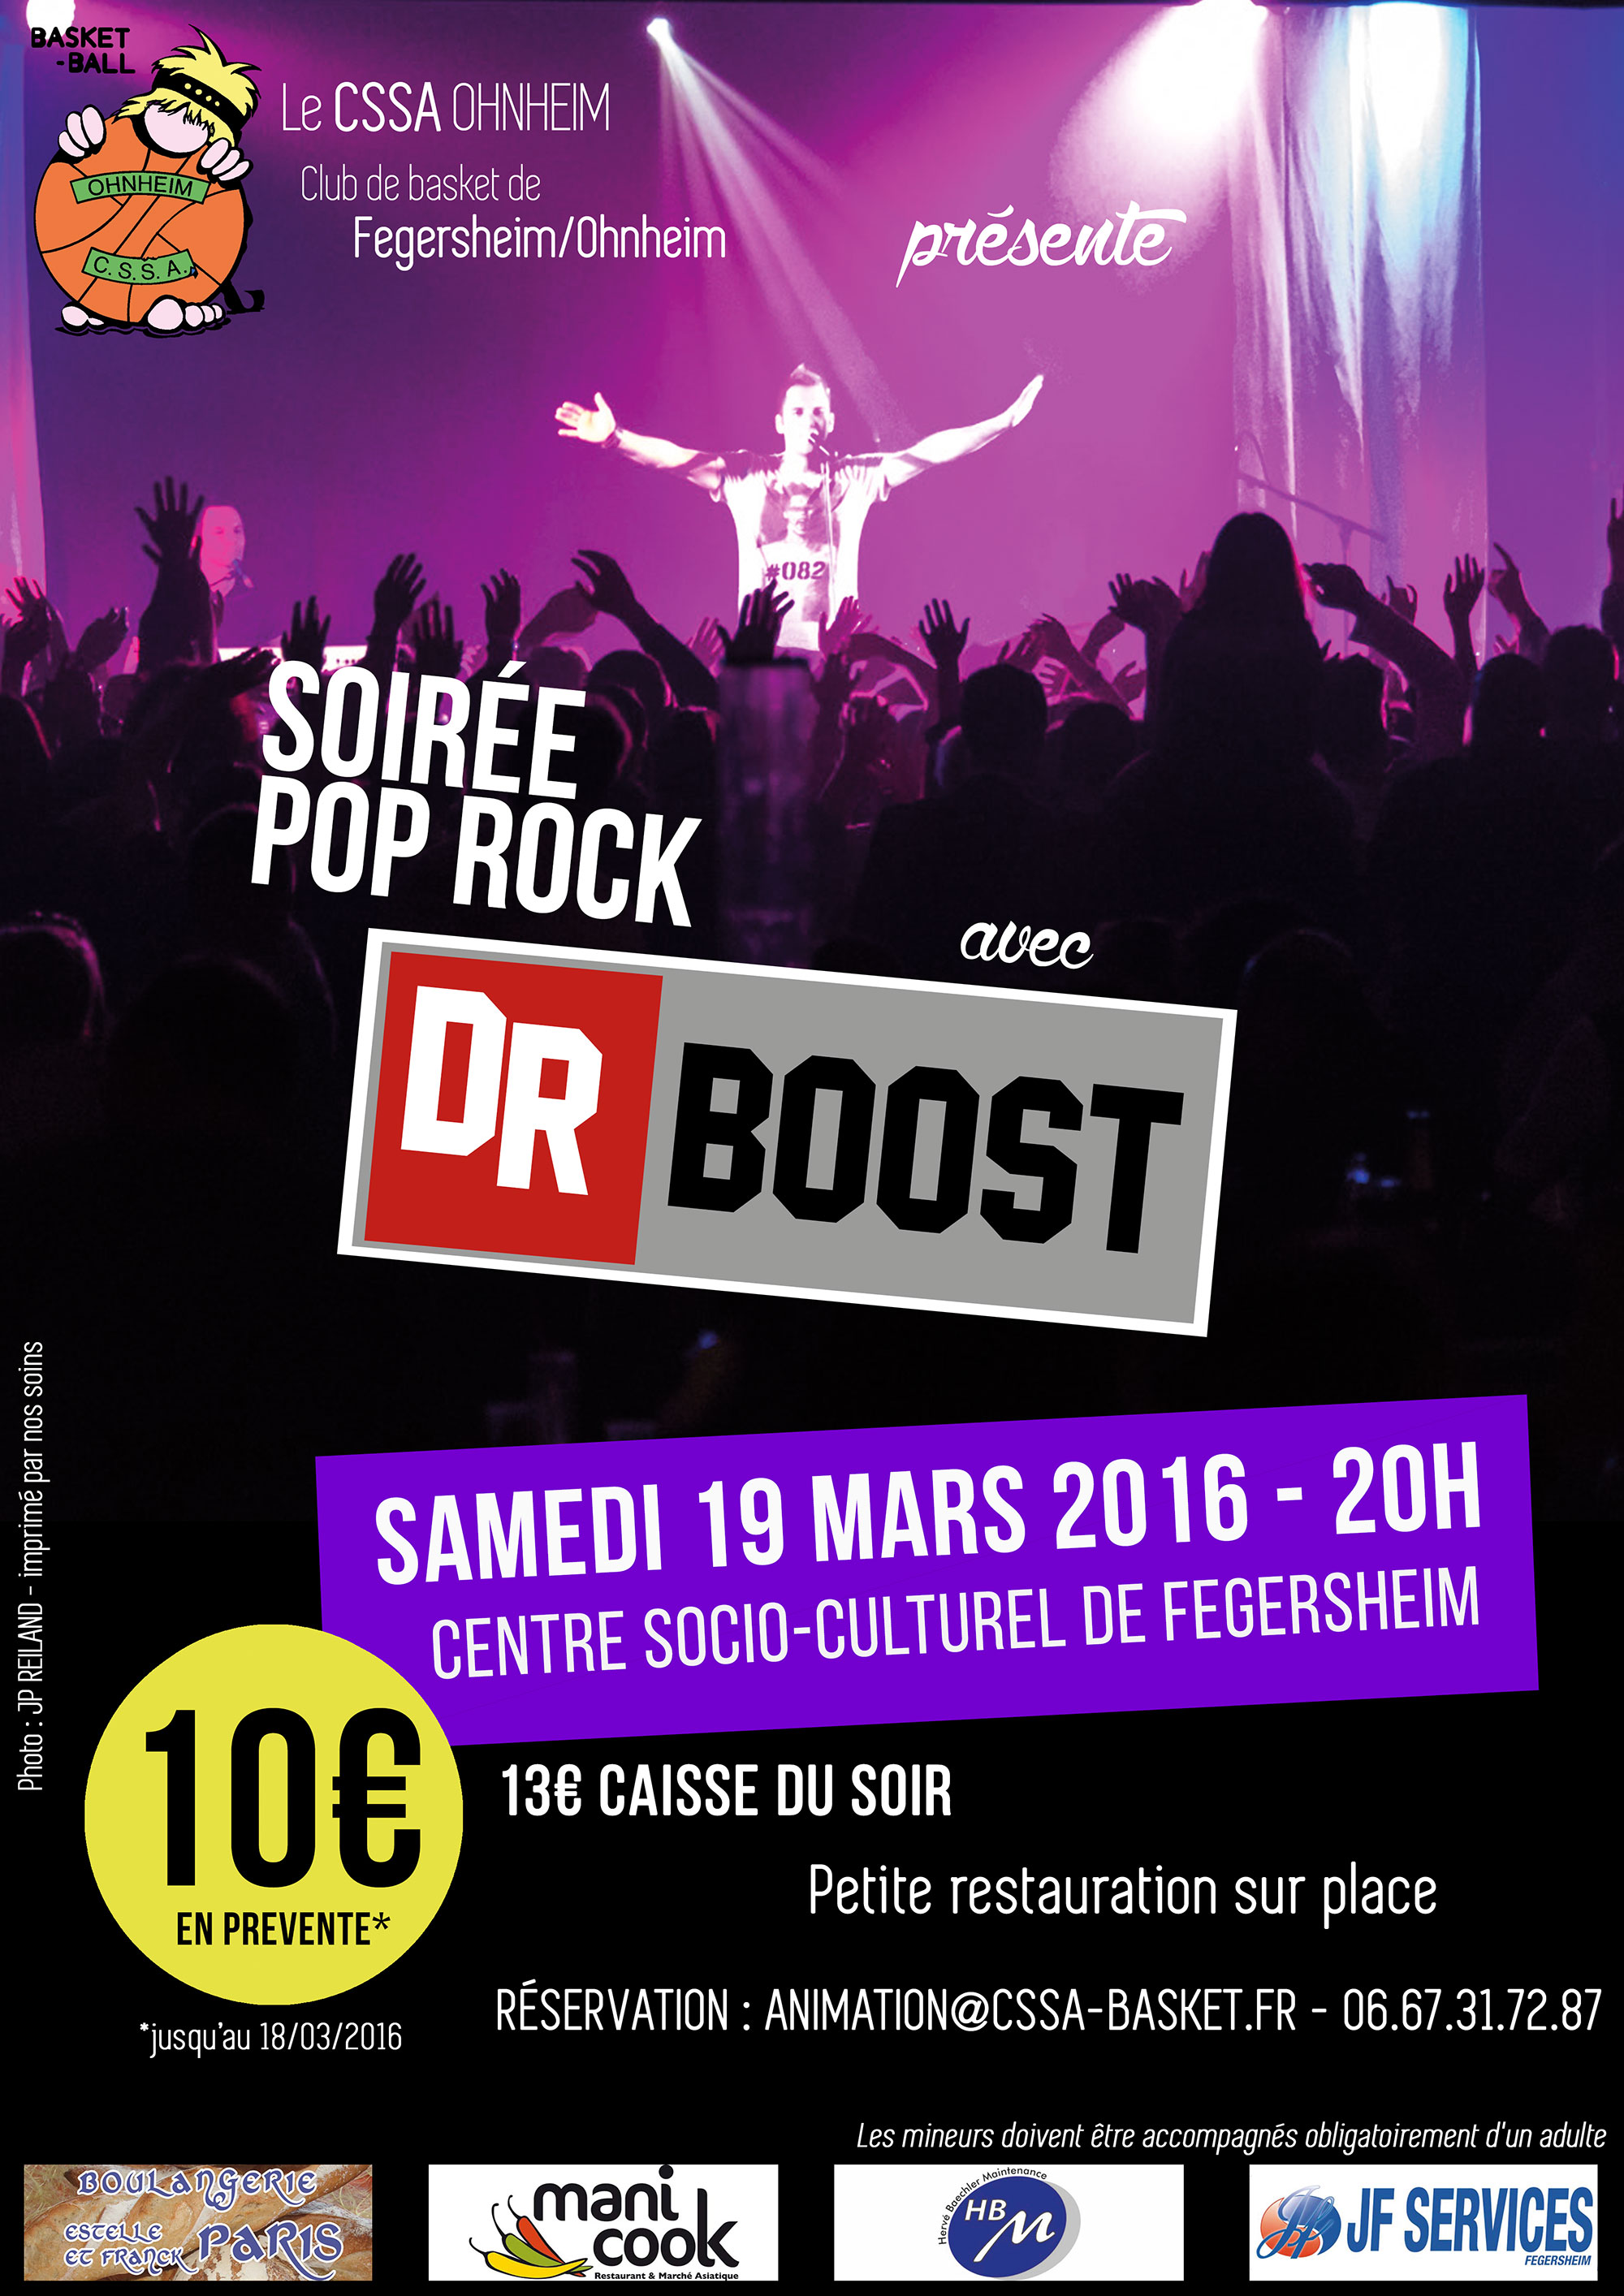 BASKET
-BALL
OHNHEIM
C.S.S.A.
Le CSSA OHNHEIM
Club de basket de
Fegersheim/Ohnheim
présente
#082
SOIRÉE
POP ROCK
avec
DR BOOST
SAMEDI 19 MARS 2016 - 20H
CENTRE SOCIO-CULTUREL DE FEGERSHEIM
10€
EN PREVENTE*
*jusqu'au 18/03/2016
13€ CAISSE DU SOIR
Petite restauration sur place
RÉSERVATION : ANIMATION@CSSA-BASKET.FR - 06.67.31.72.87
Photo : JP REILAND - imprimé par nos soins
Les mineurs doivent être accompagnés obligatoirement d'un adulte
BOULANGERIE
ESTELLE
ET FRANCK PARIS
mani
cook
Restaurant & Marché Asiatique
Hervé Baechler Maintenance
HB
M
JF SERVICES
FEGERSHEIM